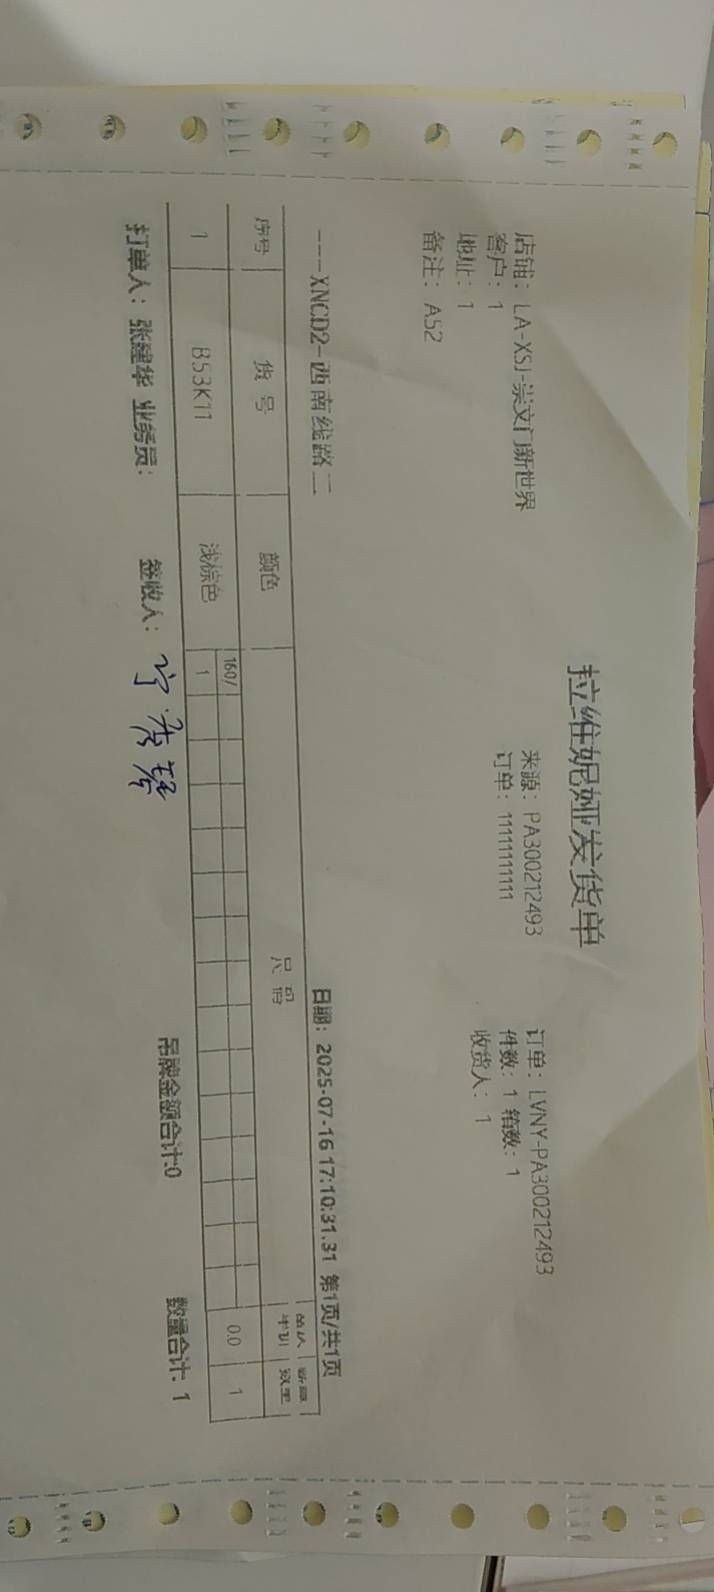 拉维妮娅发货单
店铺：LA-XSJ-崇文门新世界 来源：PA300212493 订单：LVNY-PA300212493
客户：1 订单：11111111111 件数：1 箱数：1
地址：1 收货人：1
备注：A52
----XNCD2-西南线路二 日期：2025-07-16 17:10:31.31 第1页/共1页
序号 货号 颜色 尺码 数量
1 B53K11 浅棕色 160/ 0.0 1
1
打单人：张建华 业务员： 签收人： 吊牌金额合计:0 数量合计: 1